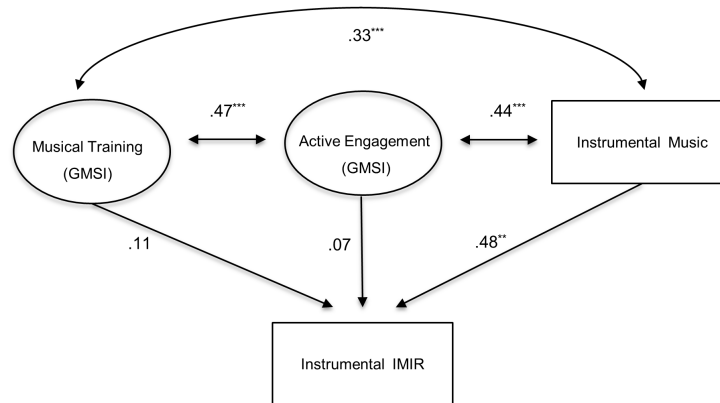 .33***
.47***
.44***
Musical Training
(GMSI)
Active Engagement
(GMSI)
Instrumental Music
.11
.07
.48**
Instrumental IMIR